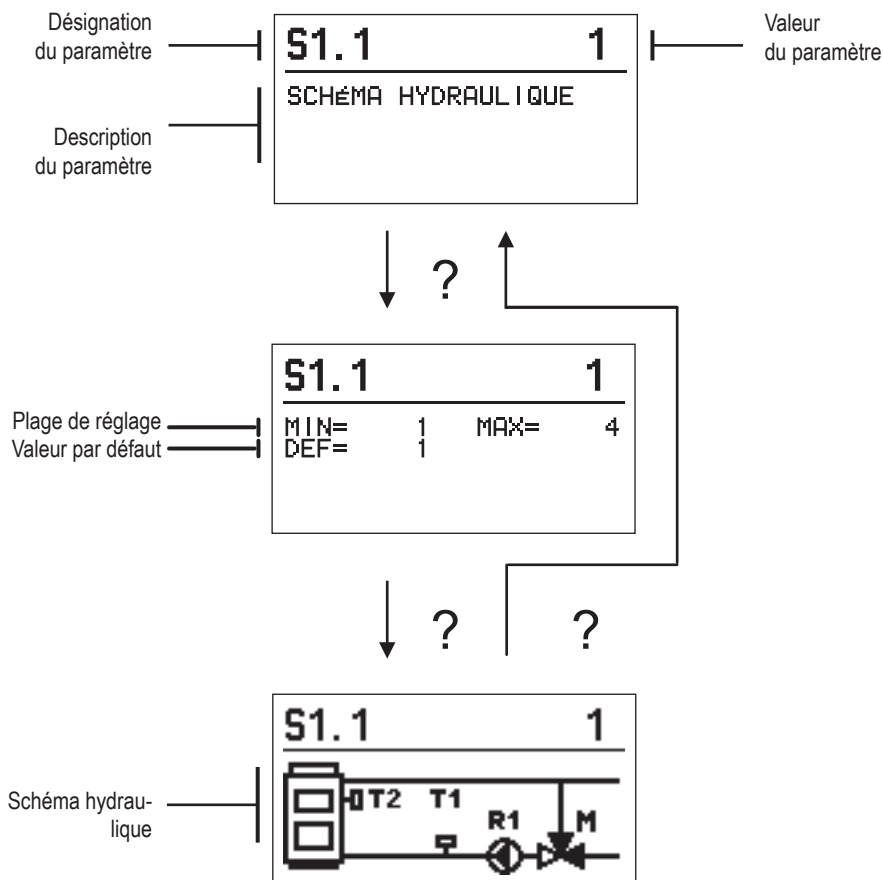 Désignation
du paramètre
S1.1 1
Valeur
du paramètre
SCHÉMA HYDRAULIQUE
Description
du paramètre
?
S1.1 1
Plage de réglage
MIN= 1 MAX= 4
Valeur par défaut
DEF= 1
? ?
S1.1 1
Schéma hydrau-
lique
T2 T1
R1 M